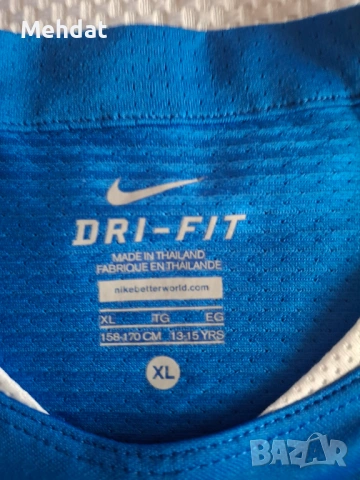 Mehdat
DRI-FIT
MADE IN THAILAND
FABRIQUE EN THAILANDE
nikebetterworld.com
XL TG EG
158-170 CM 13-15 YRS
XL
BAZAR